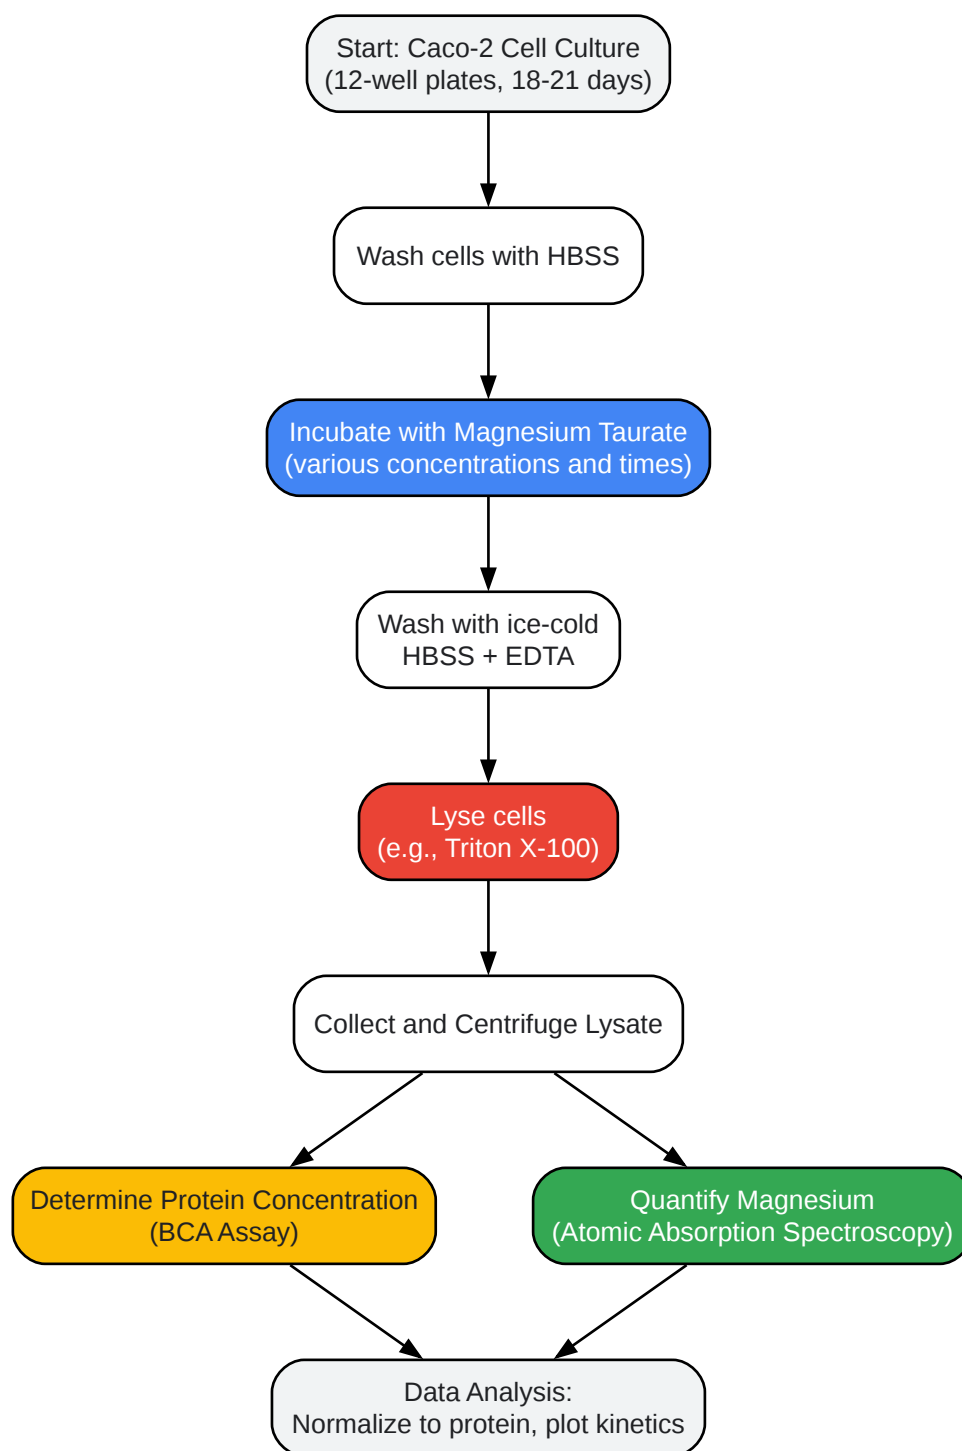 Start: Caco-2 Cell Culture
(12-well plates, 18-21 days)
Wash cells with HBSS
Incubate with Magnesium Taurate
(various concentrations and times)
Wash with ice-cold
HBSS + EDTA
Lyse cells
(e.g., Triton X-100)
Collect and Centrifuge Lysate
Determine Protein Concentration
(BCA Assay)
Quantify Magnesium
(Atomic Absorption Spectroscopy)
Data Analysis:
Normalize to protein, plot kinetics